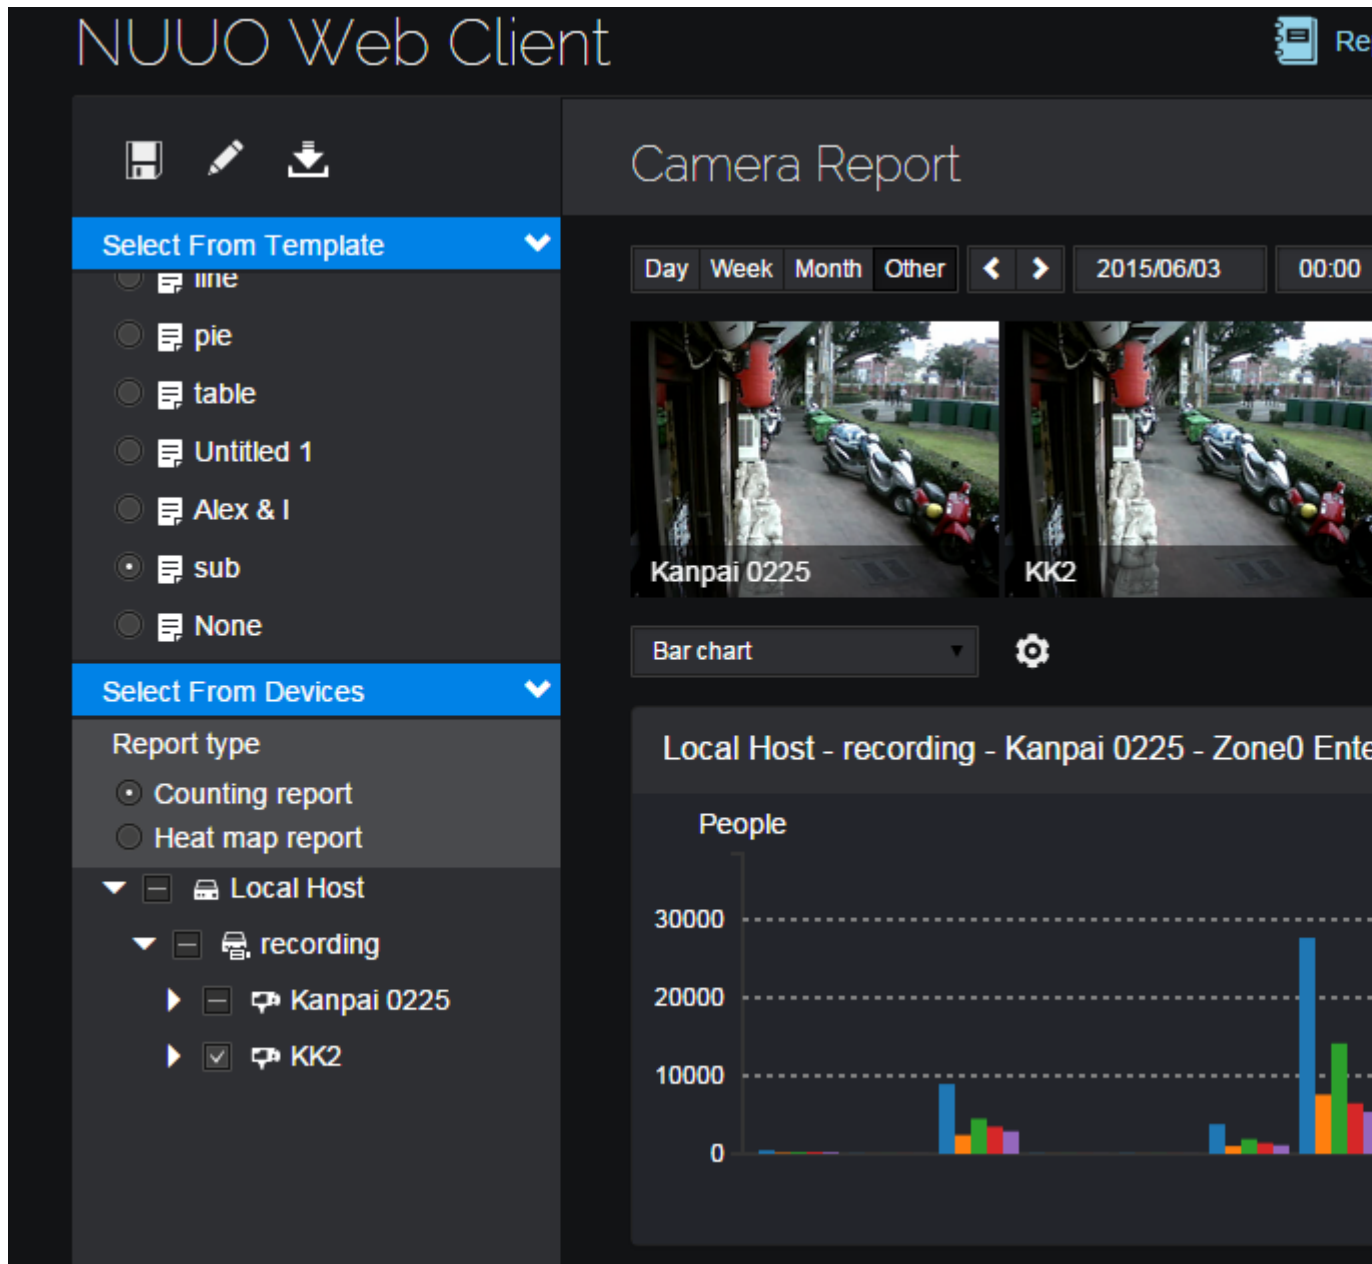 NUUO Web Client
Re
Select From Template
line
pie
table
Untitled 1
Alex & I
sub
None
Select From Devices
Report type
Counting report
Heat map report
Local Host
recording
Kanpai 0225
KK2
Camera Report
Day Week Month Other 2015/06/03 00:00
Kanpai 0225
KK2
Bar chart
Local Host - recording - Kanpai 0225 - Zone0 Ente
People
30000
20000
10000
0